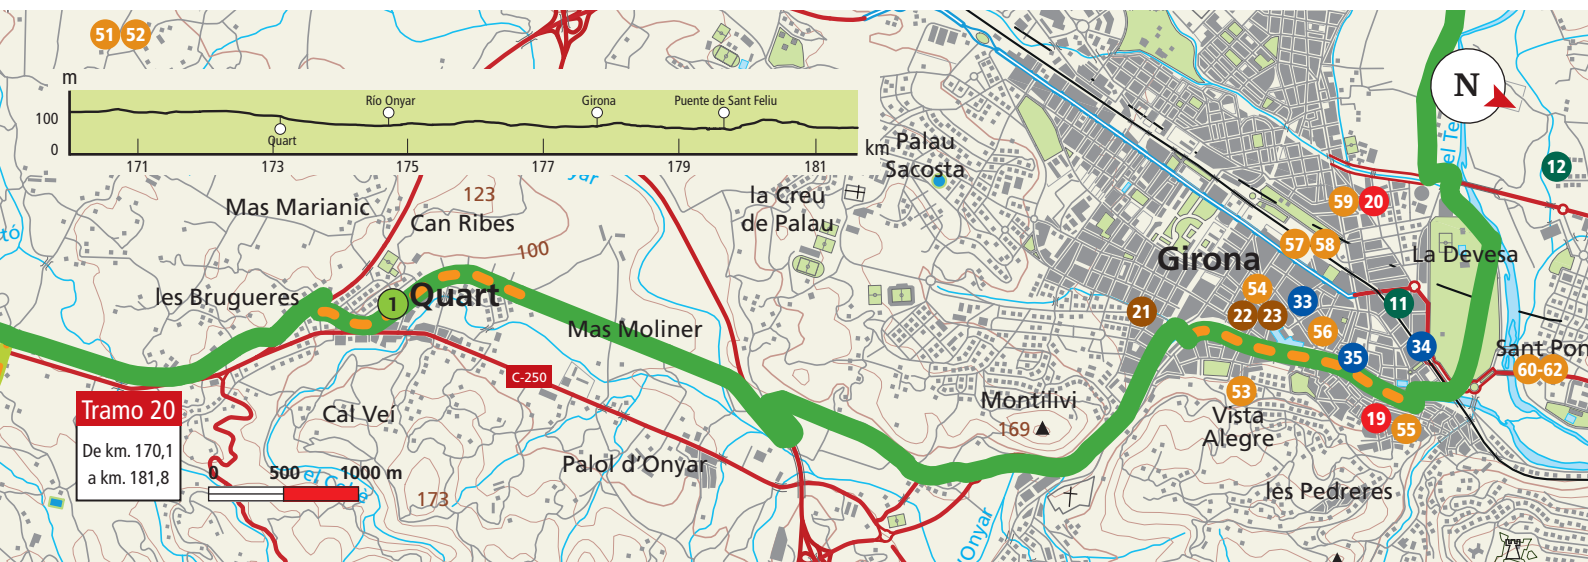 51 52
m
100
0
Río Onyar
Girona
Puente de Sant Feliu
Quart
171
173
175
177
179
181
km
N
el Te
12
Palau
Sacosta
59 20
123
Mas Marianic
Can Ribes
la Creu
de Palau
57 58
Girona
La Devesa
100
les Brugueres
1
Quart
54
33
11
21
22 23
56
Mas Moliner
35
34
Sant Pon
60-62
C-250
53
Montilivi
169
Vista
Alegre
19
55
Tramo 20
De km. 170,1
a km. 181,8
Cal Veí
0
500
1000 m
173
Palol d'Onyar
les Pedreres
l'Onyar